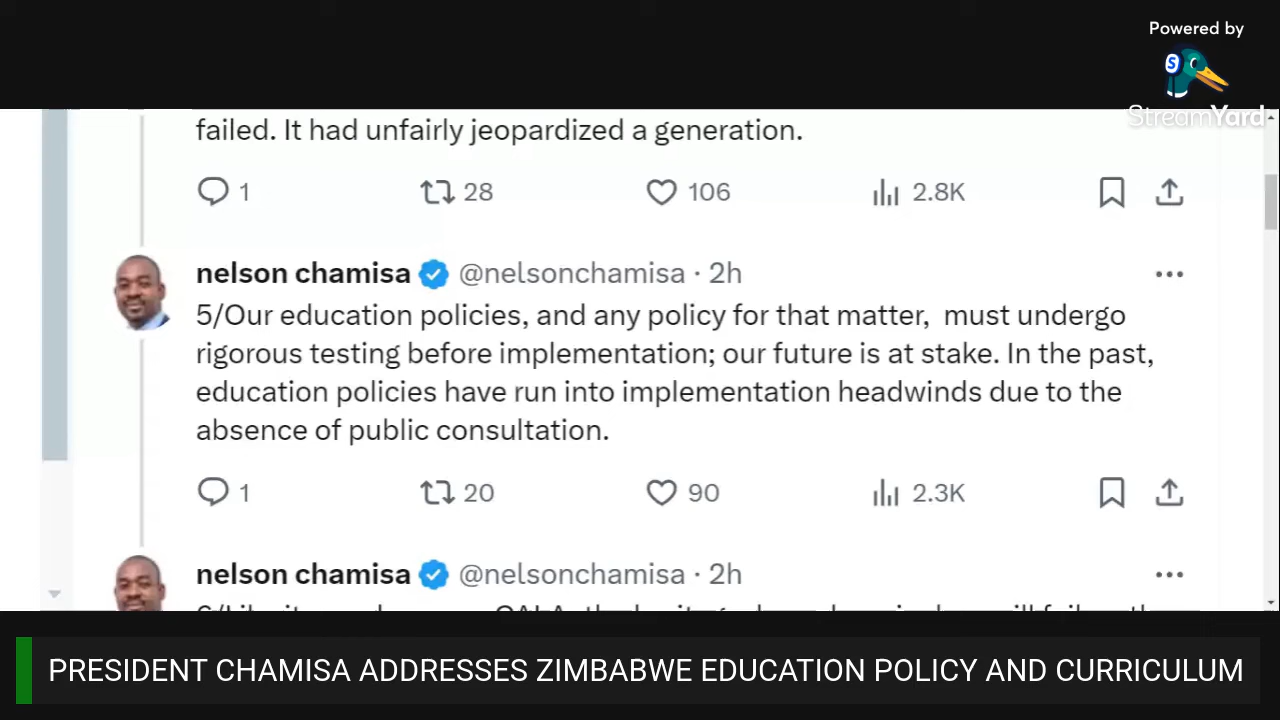 Powered by
StreamYard
failed. It had unfairly jeopardized a generation.
1 28 106 2.8K
nelson chamisa @nelsonchamisa · 2h
5/Our education policies, and any policy for that matter, must undergo
rigorous testing before implementation; our future is at stake. In the past,
education policies have run into implementation headwinds due to the
absence of public consultation.
1 20 90 2.3K
nelson chamisa @nelsonchamisa · 2h
PRESIDENT CHAMISA ADDRESSES ZIMBABWE EDUCATION POLICY AND CURRICULUM